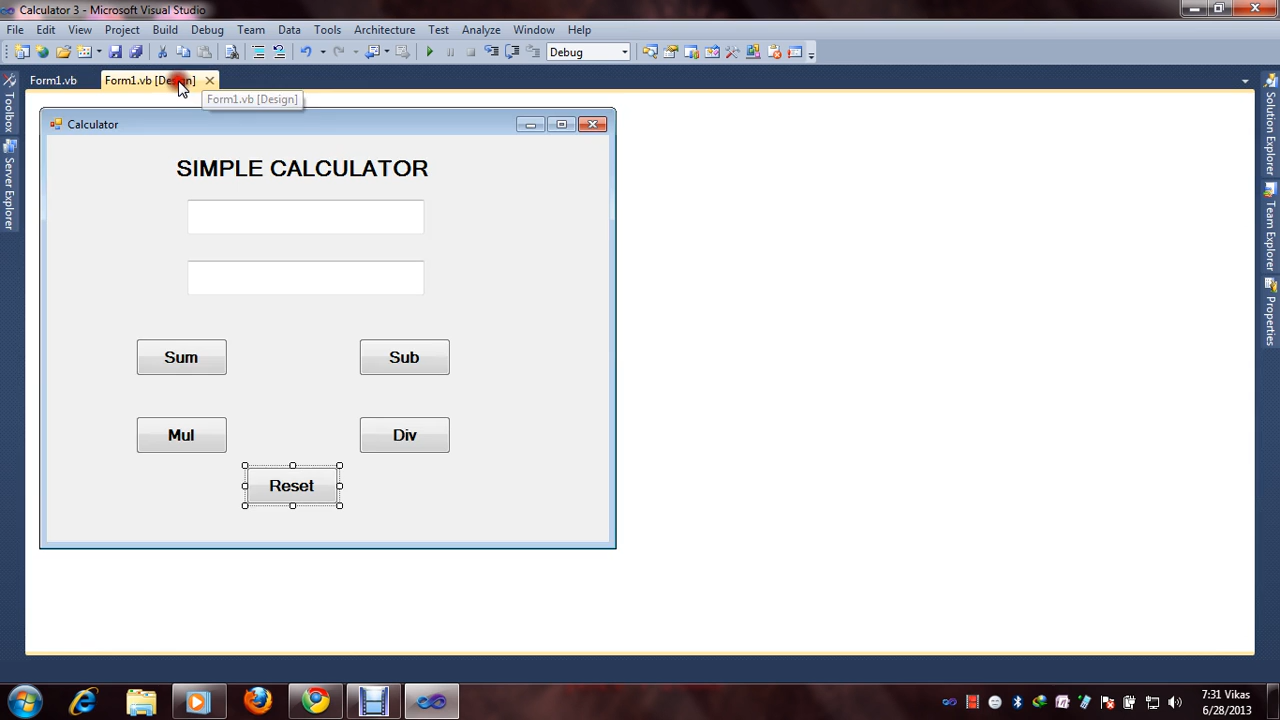 Calculator 3 - Microsoft Visual Studio
File Edit View Project Build Debug Team Data Tools Architecture Test Analyze Window Help
Debug
Form1.vb
Form1.vb [Design]
Form1.vb [Design]
Toolbox
Server Explorer
Calculator
SIMPLE CALCULATOR
Sum
Sub
Mul
Div
Reset
Solution Explorer
Team Explorer
Properties
7:31 Vikas
6/28/2013